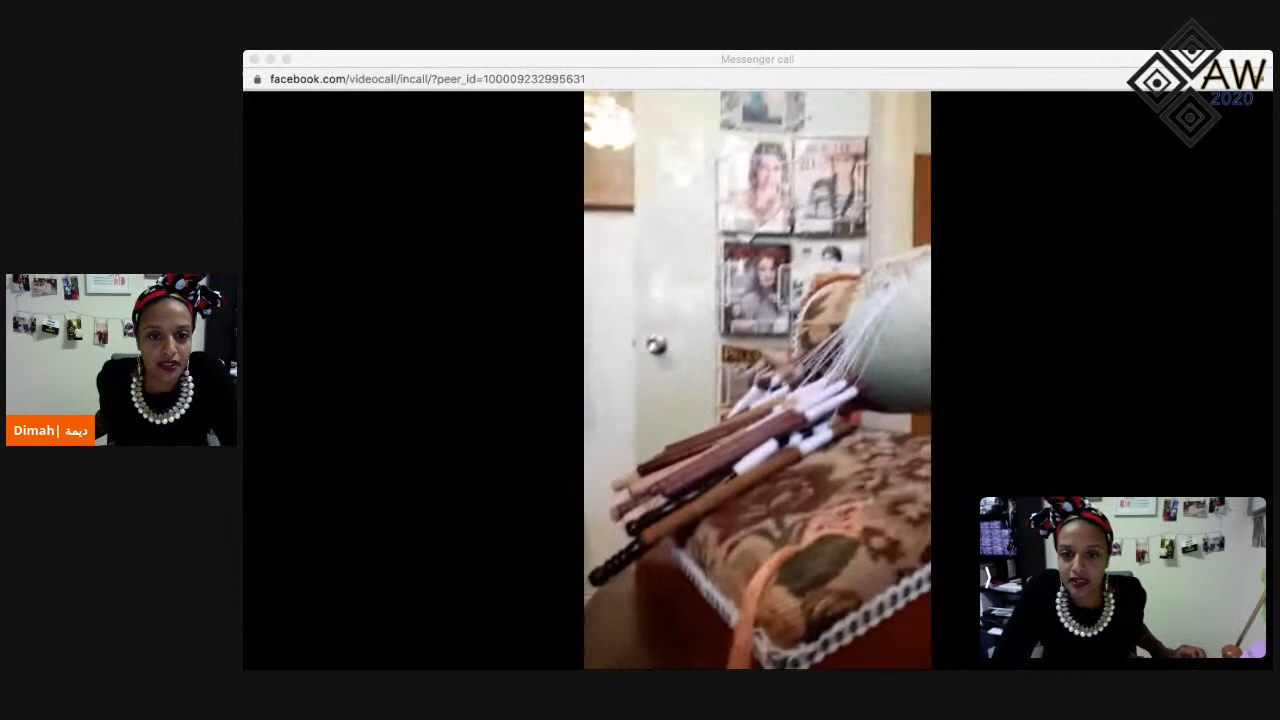 Messenger call
facebook.com/videocall/incall/?peer_id=100009232995631
AW
2020
Dimah| ديمة